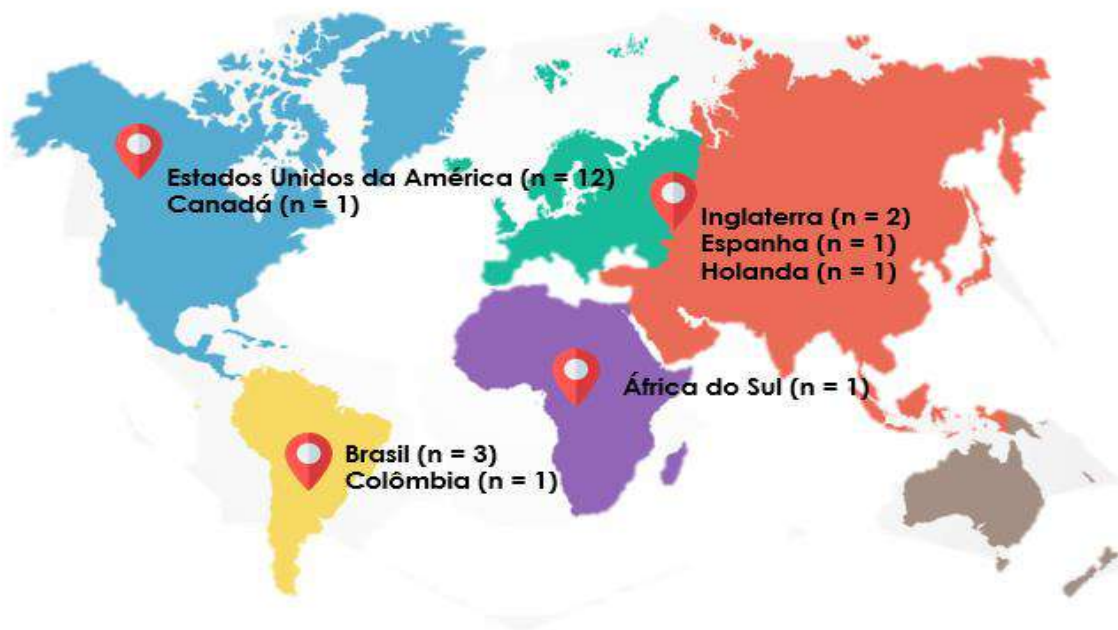 Estados Unidos da América (n = 12)
Canadá (n = 1)
Inglaterra (n = 2)
Espanha (n = 1)
Holanda (n = 1)
África do Sul (n = 1)
Brasil (n = 3)
Colômbia (n = 1)